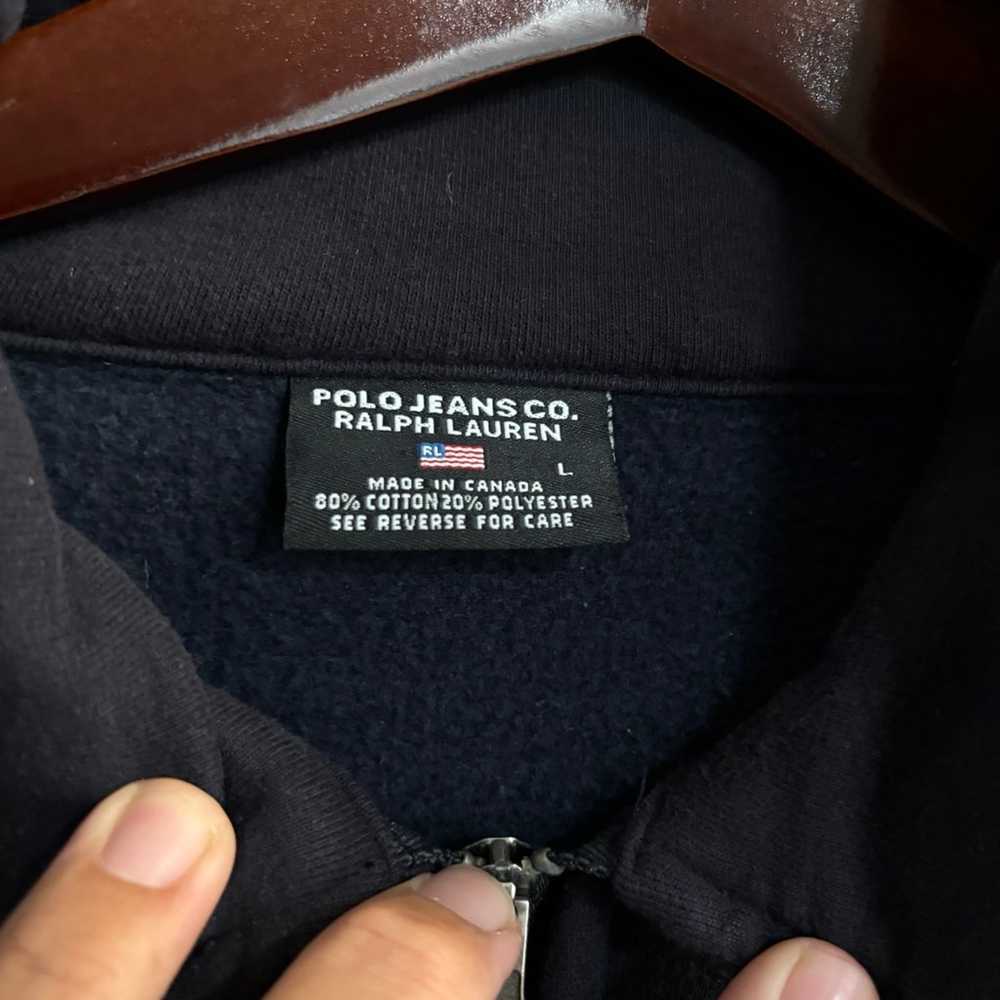 POLO JEANS CO.
RALPH LAUREN
RL
L
MADE IN CANADA
80% COTTON 20% POLYESTER
SEE REVERSE FOR CARE